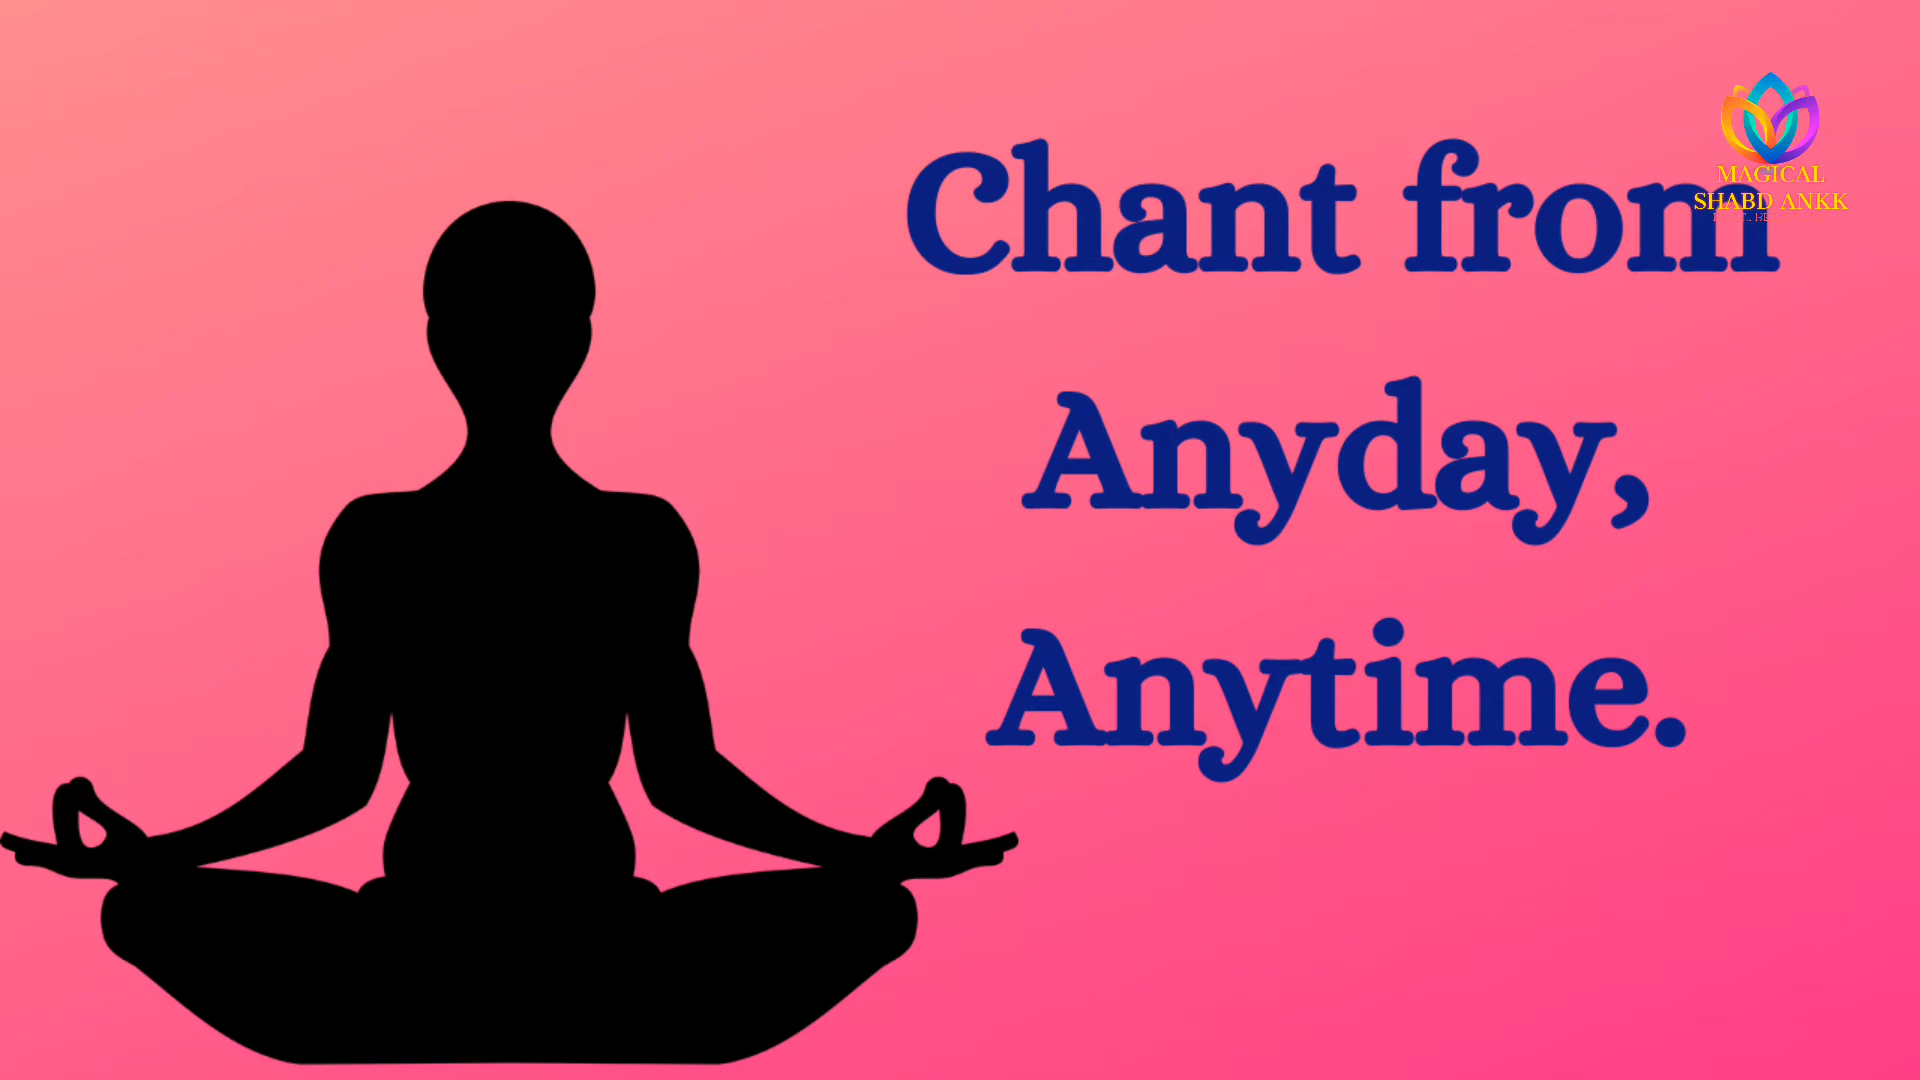 Chant from
Anyday,
Anytime.
MAGICAL
SHABD ANKK